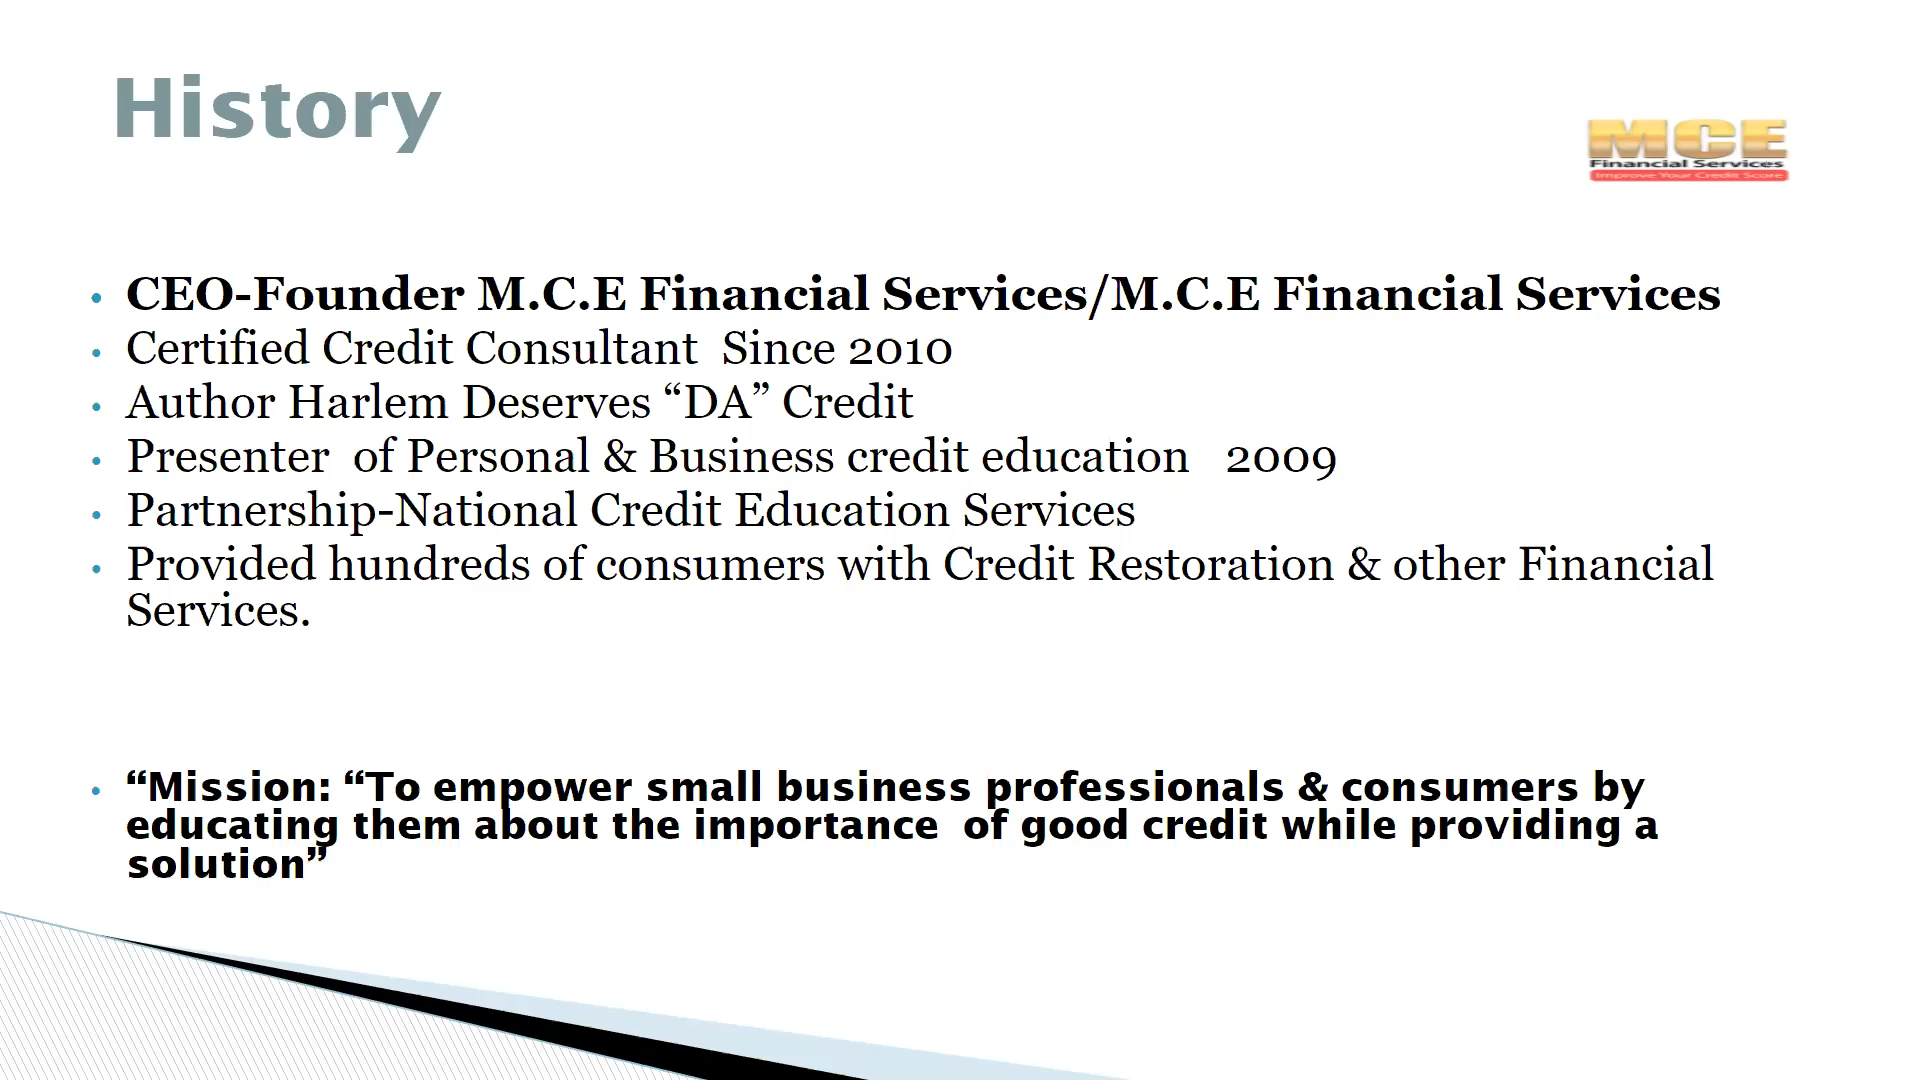 History
MCE
Financial Services
Improve Your Credit Score
• CEO-Founder M.C.E Financial Services/M.C.E Financial Services
• Certified Credit Consultant  Since 2010
• Author Harlem Deserves “DA” Credit
• Presenter  of Personal & Business credit education   2009
• Partnership-National Credit Education Services
• Provided hundreds of consumers with Credit Restoration & other Financial
Services.
• “Mission: “To empower small business professionals & consumers by
educating them about the importance  of good credit while providing a
solution”